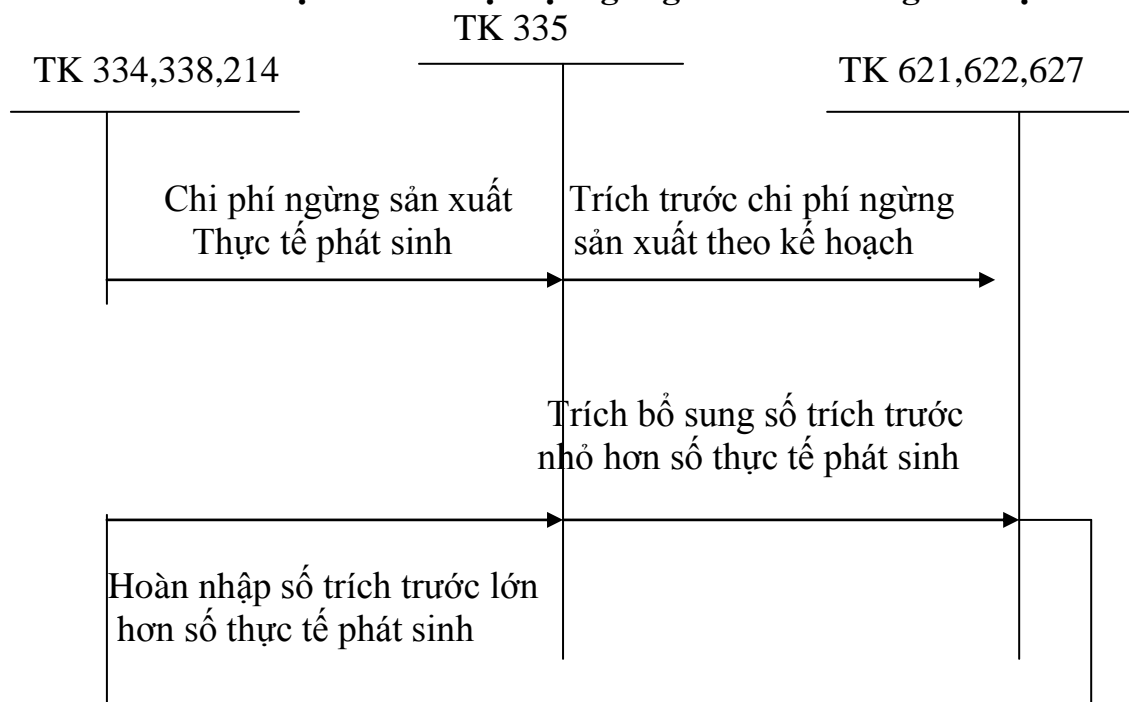 TK 335
TK 334,338,214
TK 621,622,627
Chi phí ngừng sản xuất
Thực tế phát sinh
Trích trước chi phí ngừng
sản xuất theo kế hoạch
Trích bổ sung số trích trước
nhỏ hơn số thực tế phát sinh
Hoàn nhập số trích trước lớn
hơn số thực tế phát sinh